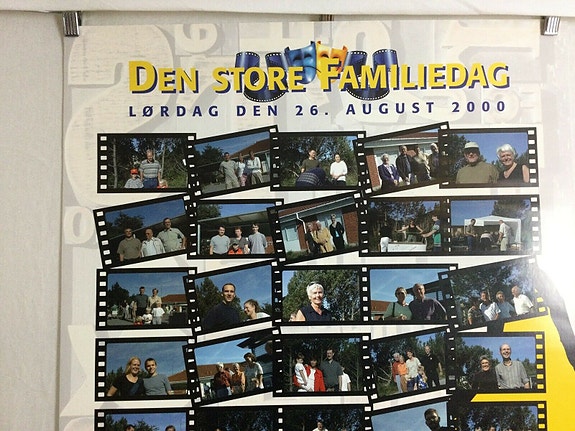 DEN STORE FAMILIEDAG
LØRDAG DEN 26. AUGUST 2000